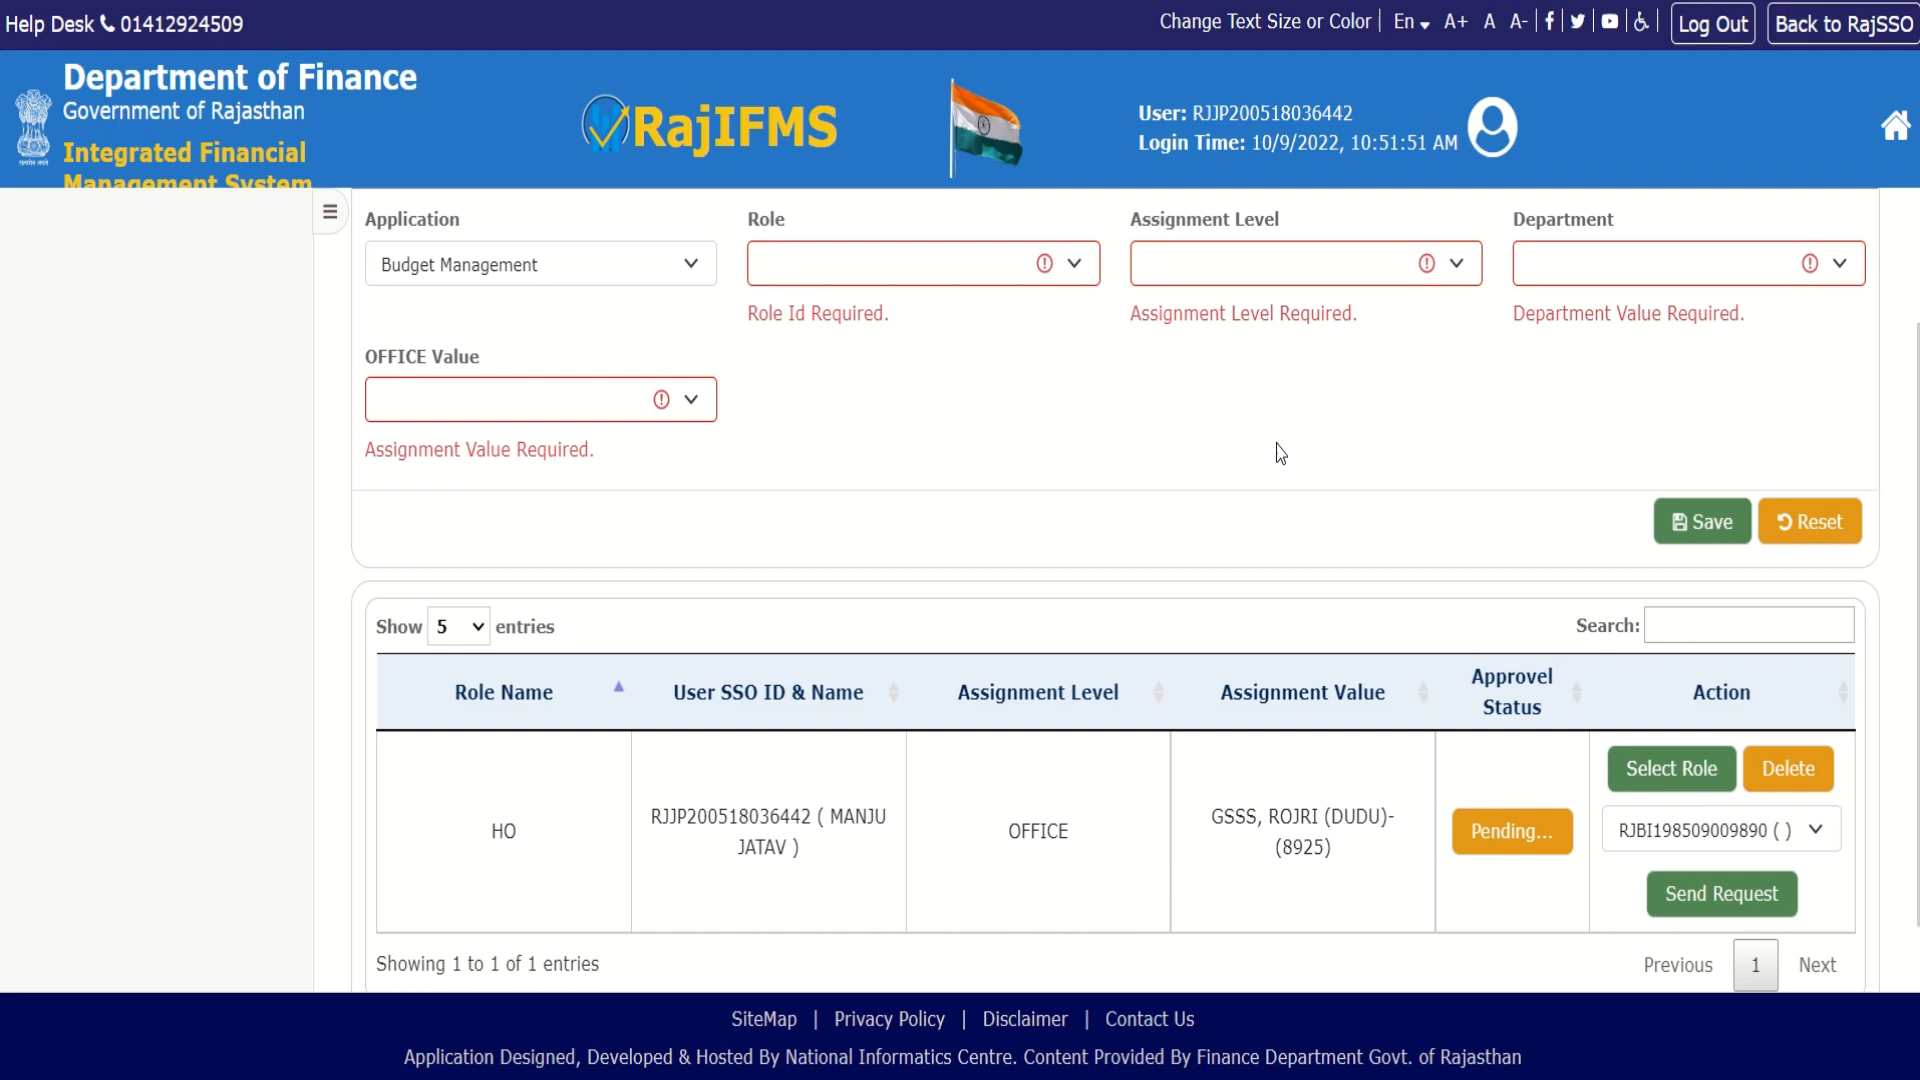 Help Desk 01412924509
Change Text Size or Color En A+ A A- Log Out Back to RajSSO
Department of Finance
Government of Rajasthan
Integrated Financial
Management System
RajIFMS
User: RJJP200518036442
Login Time: 10/9/2022, 10:51:51 AM
Application Role Assignment Level Department
Budget Management
Role Id Required. Assignment Level Required. Department Value Required.
OFFICE Value
Assignment Value Required.
Save Reset
Show 5 entries Search:
Role Name User SSO ID & Name Assignment Level Assignment Value Approvel Status Action
HO RJJP200518036442 ( MANJU JATAV ) OFFICE GSSS, ROJRI (DUDU)-(8925) Pending... Select Role Delete
RJBI198509009890 ( )
Send Request
Showing 1 to 1 of 1 entries Previous 1 Next
SiteMap | Privacy Policy | Disclaimer | Contact Us
Application Designed, Developed & Hosted By National Informatics Centre. Content Provided By Finance Department Govt. of Rajasthan